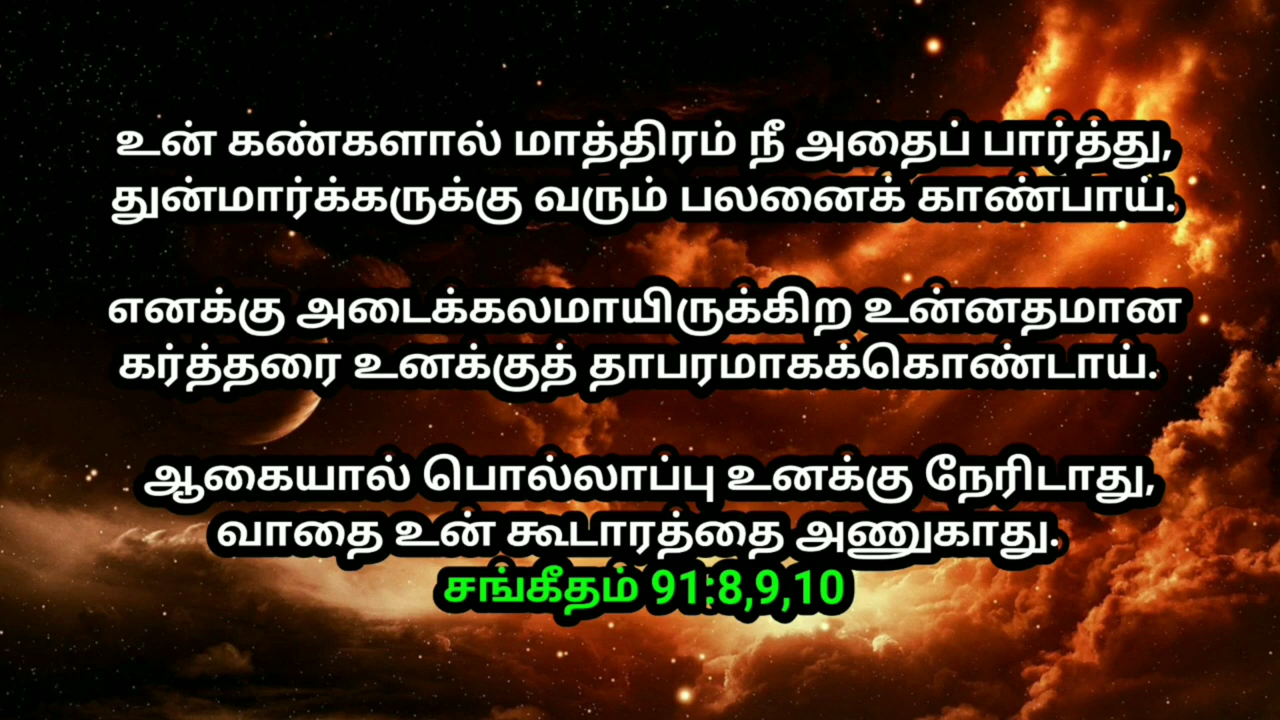 உன் கண்களால் மாத்திரம் நீ அதைப் பார்த்து,
துன்மார்க்கருக்கு வரும் பலனைக் காண்பாய்.
எனக்கு அடைக்கலமாயிருக்கிற உன்னதமான
கர்த்தரை உனக்குத் தாபரமாகக்கொண்டாய்.
ஆகையால் பொல்லாப்பு உனக்கு நேரிடாது,
வாதை உன் கூடாரத்தை அணுகாது.
சங்கீதம் 91:8,9,10